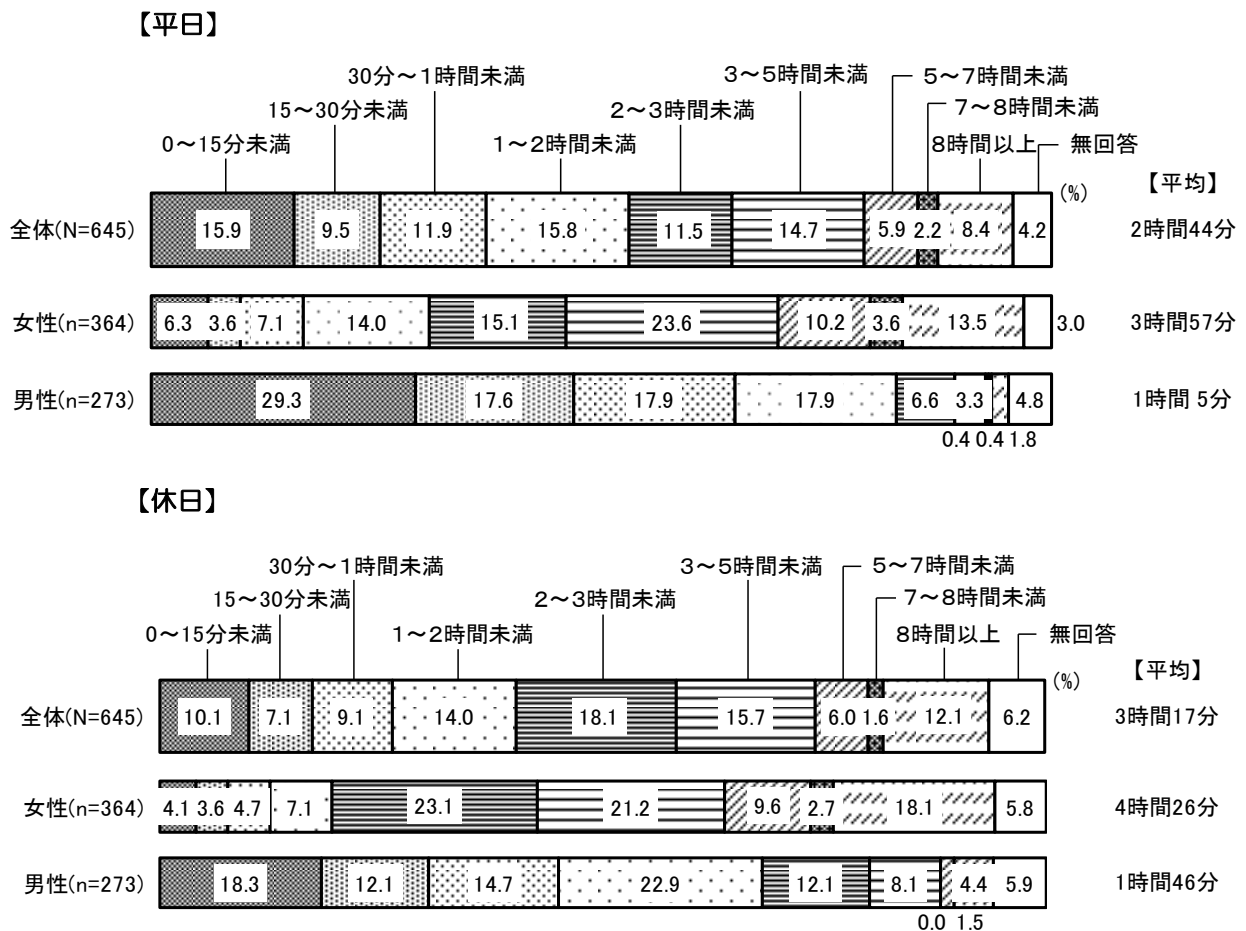 【平日】
3～5時間未満
30分～1時間未満
5～7時間未満
15～30分未満
2～3時間未満
7～8時間未満
0～15分未満
1～2時間未満
8時間以上
無回答
(%)
【平均】
全体(N=645) 15.9 9.5 11.9 15.8 11.5 14.7 5.9 2.2 8.4 4.2 2時間44分
女性(n=364) 6.3 3.6 7.1 14.0 15.1 23.6 10.2 3.6 13.5 3.0 3時間57分
男性(n=273) 29.3 17.6 17.9 17.9 6.6 3.3 4.8 1時間 5分
0.4 0.4 1.8
【休日】
30分～1時間未満
3～5時間未満
5～7時間未満
15～30分未満
2～3時間未満
7～8時間未満
0～15分未満
1～2時間未満
8時間以上
無回答
(%)
【平均】
全体(N=645) 10.1 7.1 9.1 14.0 18.1 15.7 6.0 1.6 12.1 6.2 3時間17分
女性(n=364) 4.1 3.6 4.7 7.1 23.1 21.2 9.6 2.7 18.1 5.8 4時間26分
男性(n=273) 18.3 12.1 14.7 22.9 12.1 8.1 4.4 5.9 1時間46分
0.0 1.5